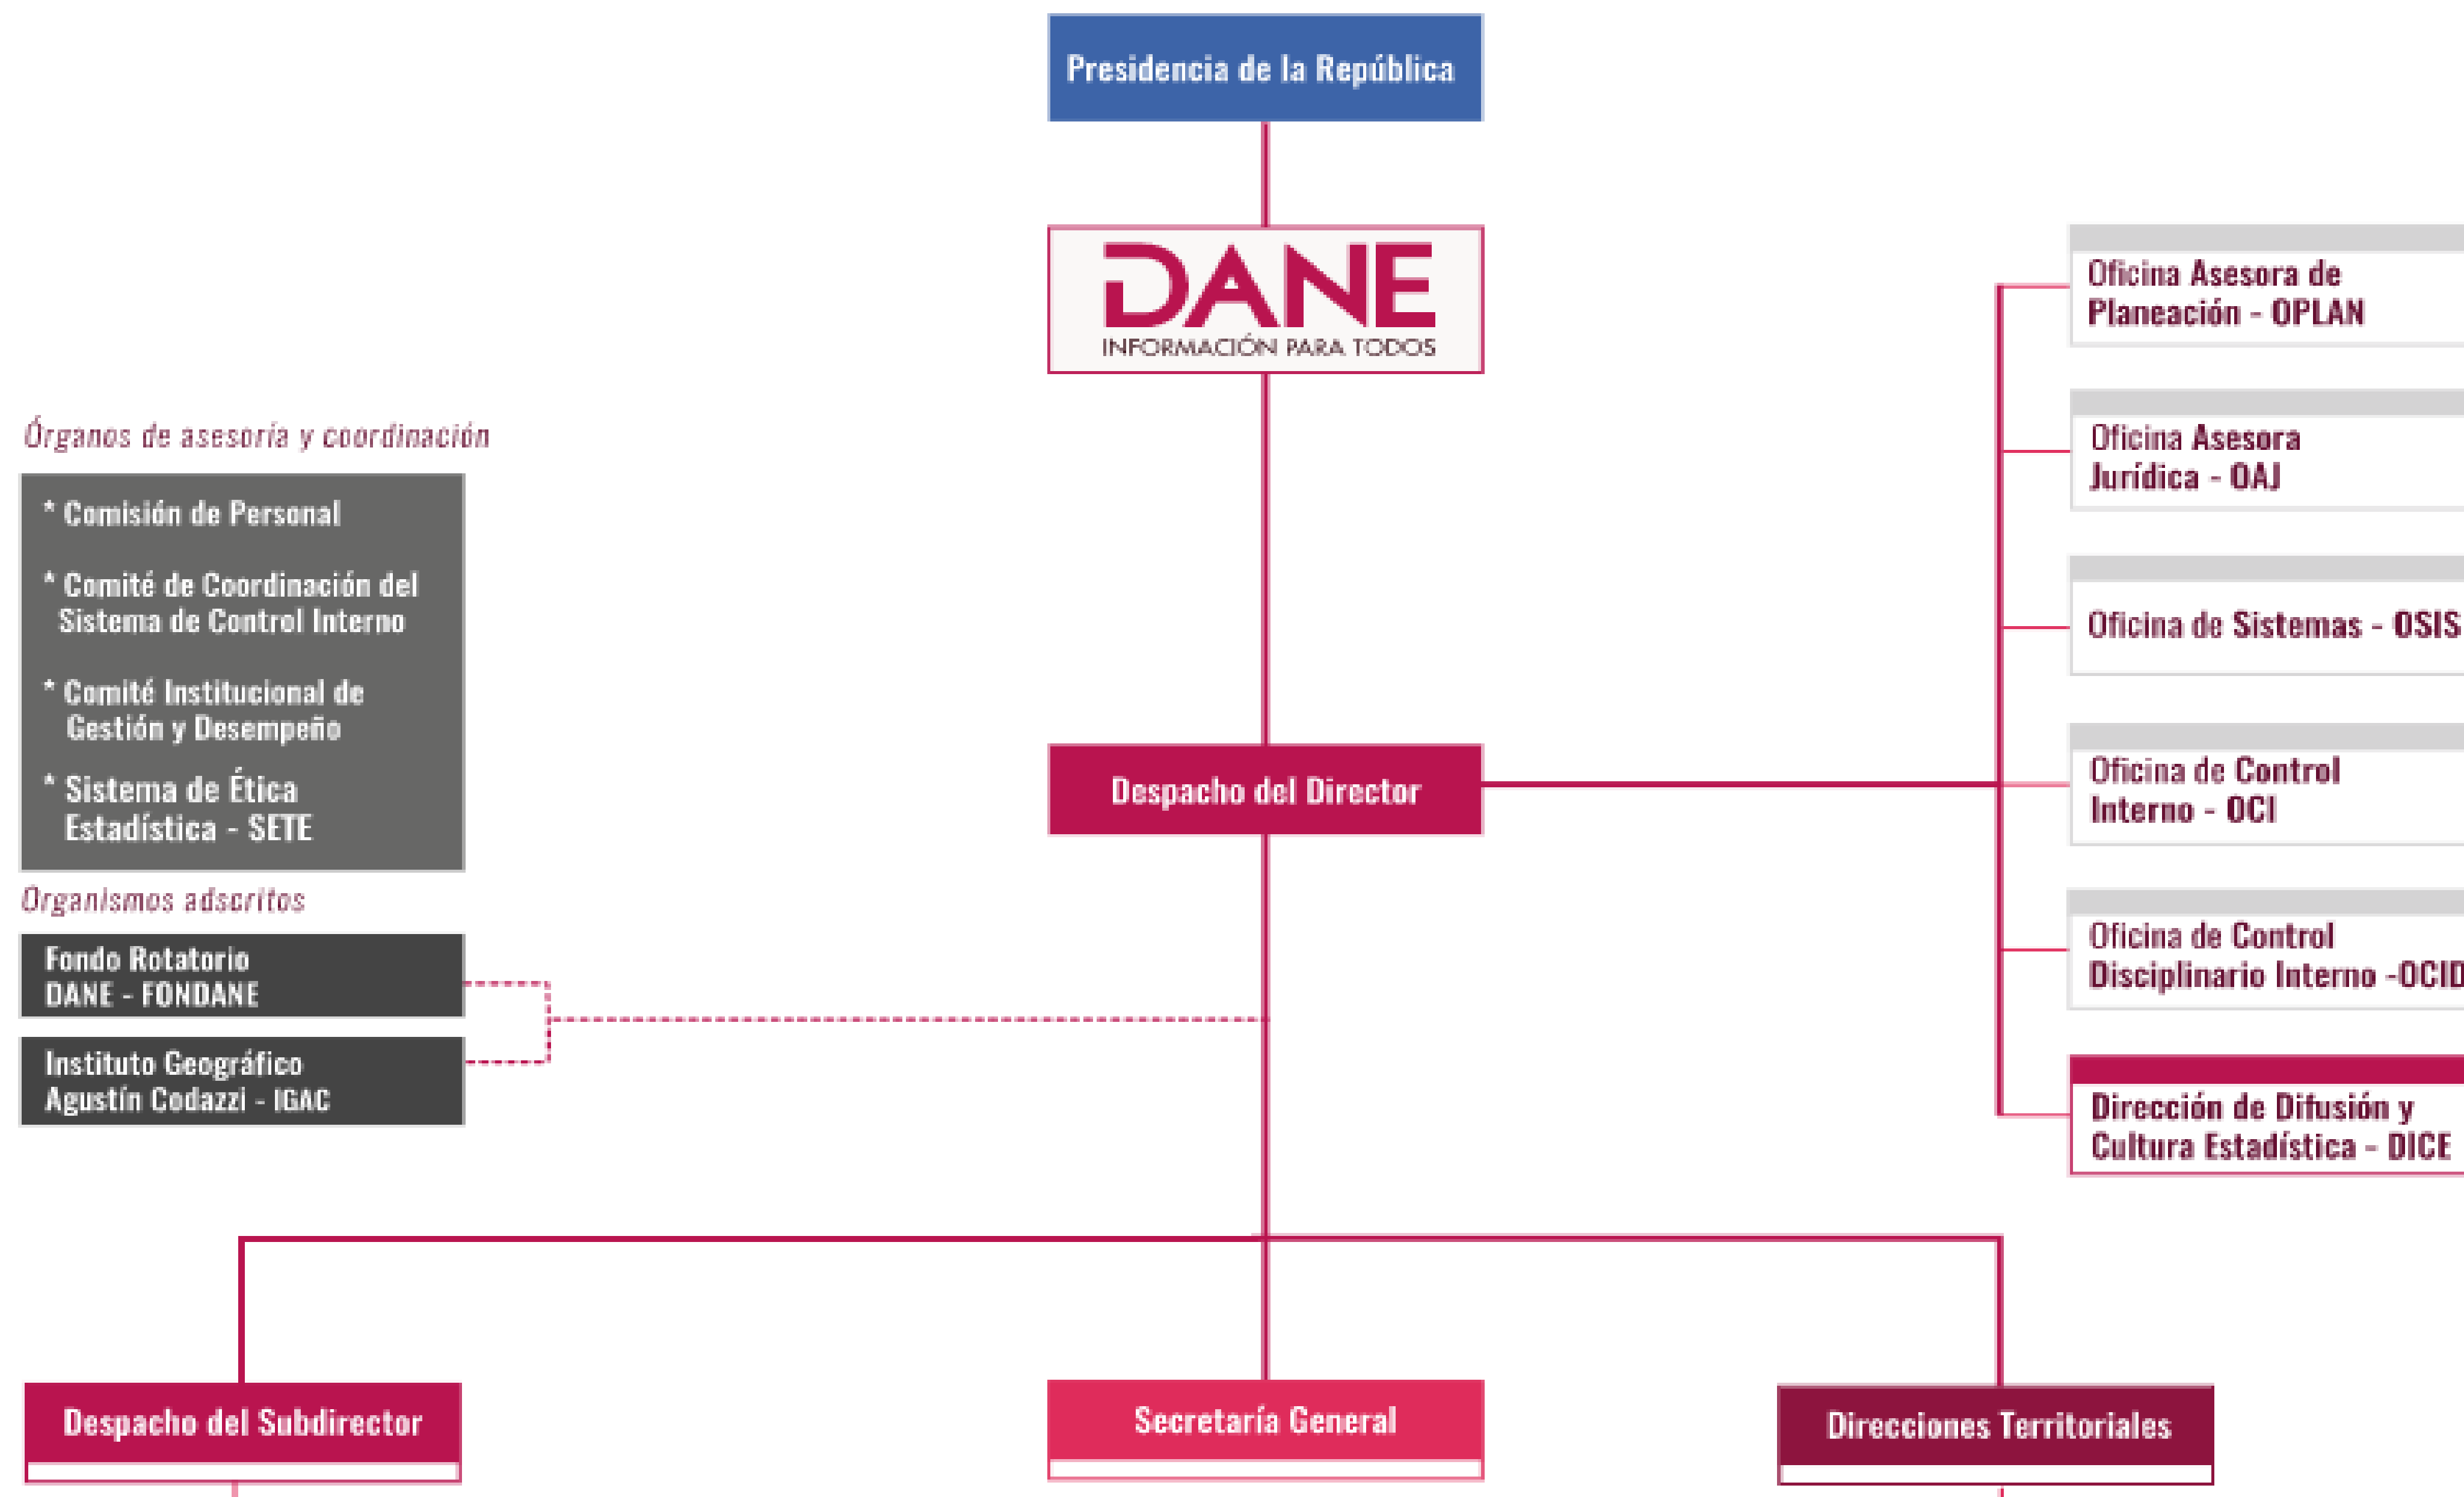 Presidencia de la República
DANE
INFORMACIÓN PARA TODOS
Órganos de asesoría y coordinación
* Comisión de Personal
* Comité de Coordinación del
Sistema de Control Interno
* Comité Institucional de
Gestión y Desempeño
* Sistema de Ética
Estadística - SETE
Organismos adscritos
Fondo Rotatorio
DANE - FONDANE
Instituto Geográfico
Agustín Codazzi - IGAC
Despacho del Director
Oficina Asesora de
Planeación - OPLAN
Oficina Asesora
Jurídica - OAJ
Oficina de Sistemas - OSIS
Oficina de Control
Interno - OCI
Oficina de Control
Disciplinario Interno -OCID
Dirección de Difusión y
Cultura Estadística - DICE
Despacho del Subdirector
Secretaría General
Direcciones Territoriales